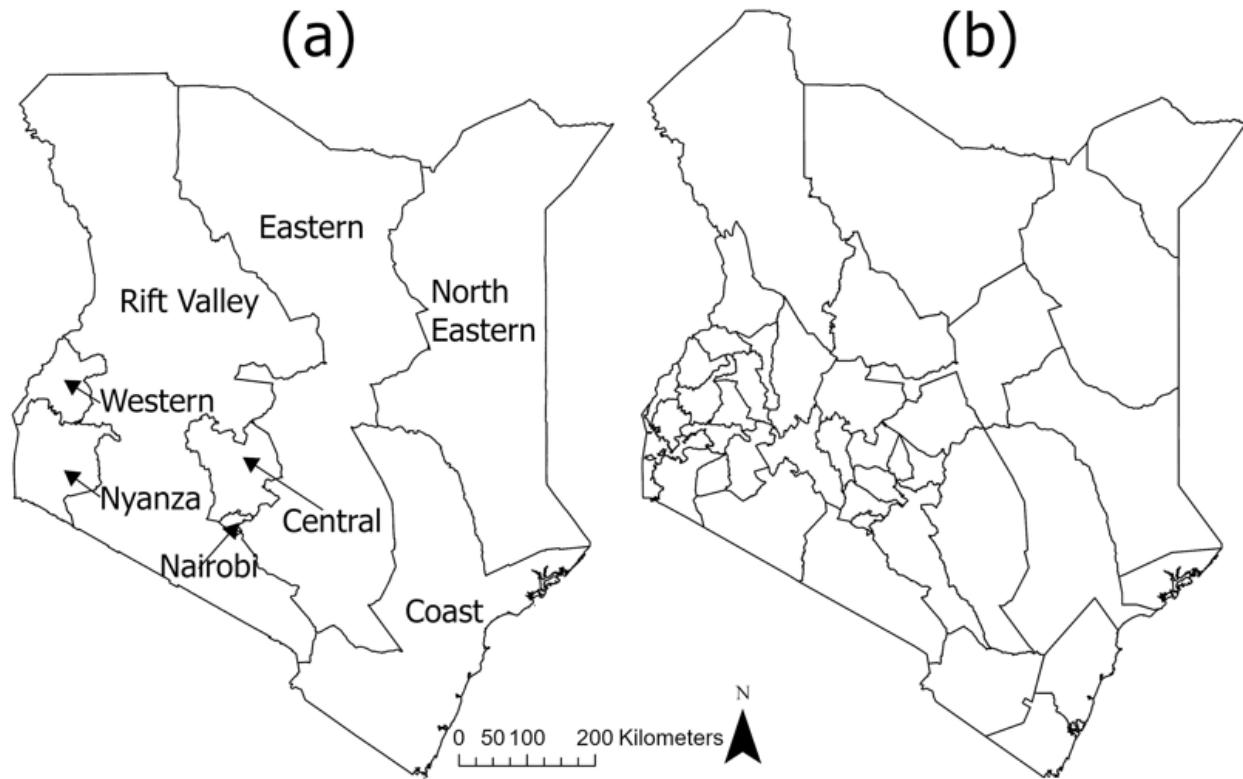 (a)
(b)
Eastern
Rift Valley
North
Eastern
Western
Nyanza
Central
Nairobi
Coast
N
0 50 100 200 Kilometers